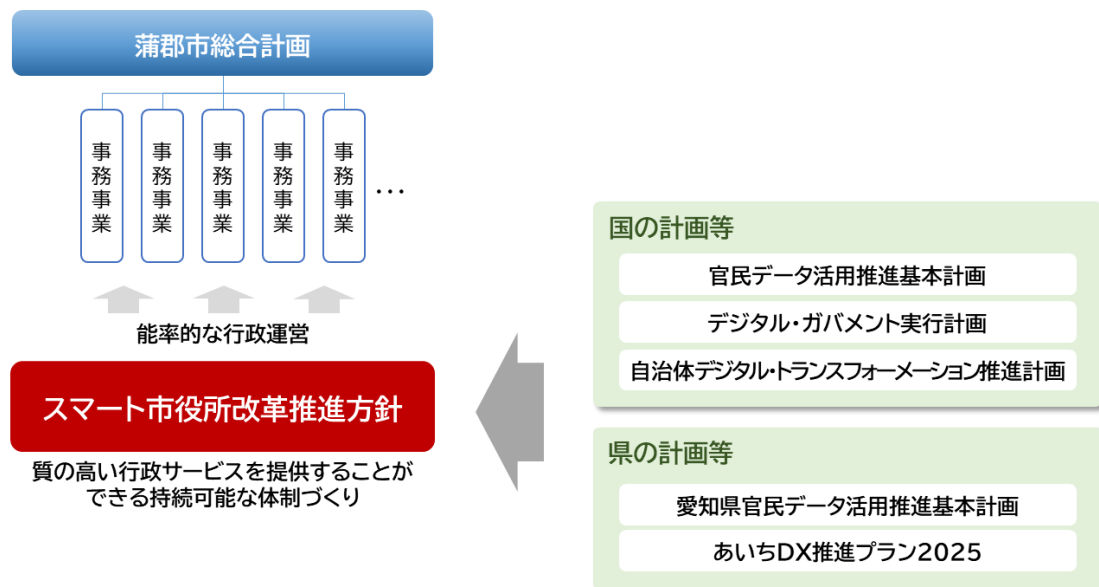 蒲郡市総合計画
事務事業
事務事業
事務事業
事務事業
事務事業
…
能率的な行政運営
スマート市役所改革推進方針
質の高い行政サービスを提供することが
できる持続可能な体制づくり
国の計画等
官民データ活用推進基本計画
デジタル・ガバメント実行計画
自治体デジタル・トランスフォーメーション推進計画
県の計画等
愛知県官民データ活用推進基本計画
あいちDX推進プラン2025